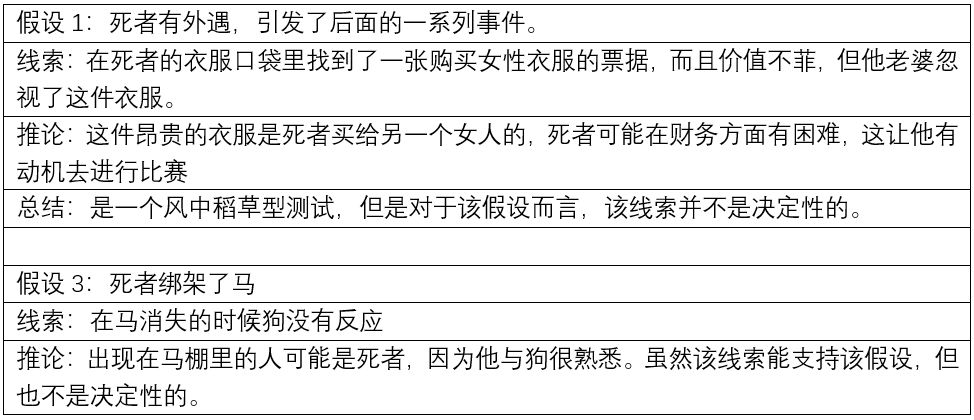 假设 1：死者有外遇，引发了后面的一系列事件。
线索：在死者的衣服口袋里找到了一张购买女性衣服的票据，而且价值不菲，但他老婆忽
视了这件衣服。
推论：这件昂贵的衣服是死者买给另一个女人的，死者可能在财务方面有困难，这让他有
动机去进行比赛
总结：是一个风中稻草型测试，但是对于该假设而言，该线索并不是决定性的。
假设 3：死者绑架了马
线索：在马消失的时候狗没有反应
推论：出现在马棚里的人可能是死者，因为他与狗很熟悉。虽然该线索能支持该假设，但
也不是决定性的。